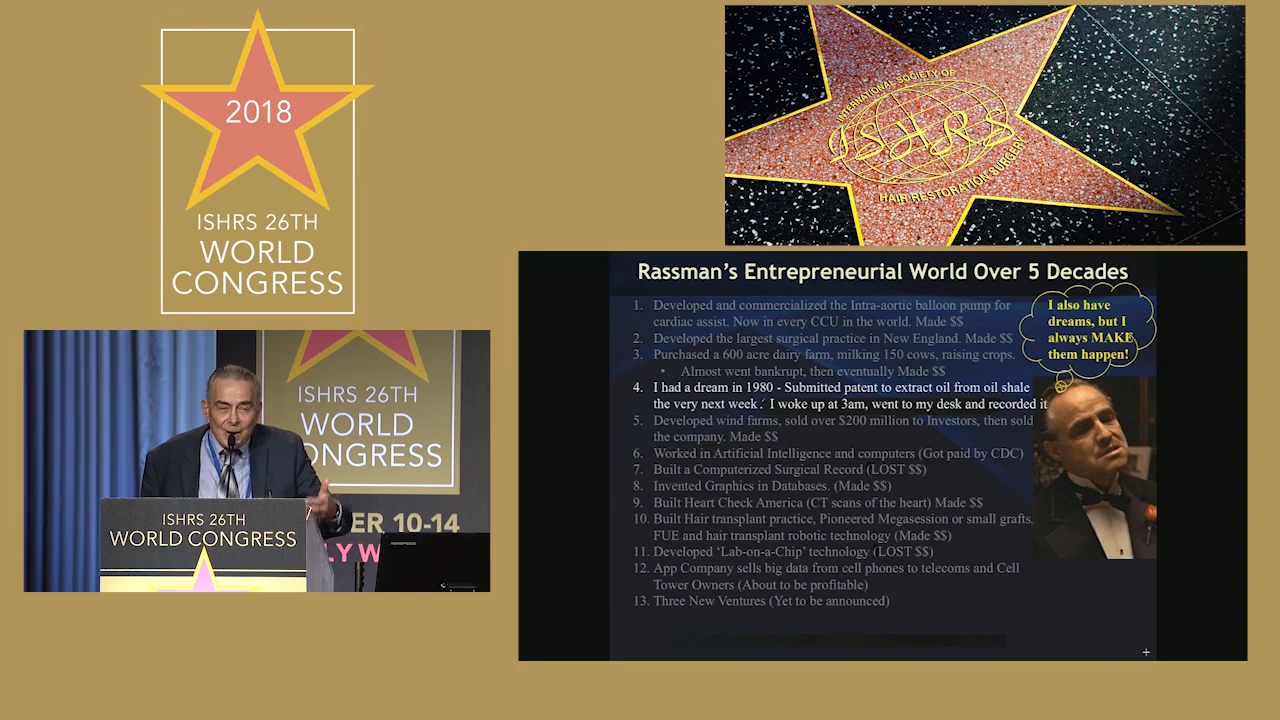 2018
ISHRS 26TH
WORLD
CONGRESS
INTERNATIONAL SOCIETY OF
ISHRS
HAIR RESTORATION SURGERY
ISHRS 26TH
WORLD
ONGRESS
ER 10-14
LYW
ISHRS 26TH
WORLD CONGRESS
Rassman's Entrepreneurial World Over 5 Decades
1. Developed and commercialized the Intra-aortic balloon pump for
cardiac assist. Now in every CCU in the world. Made $$
2. Developed the largest surgical practice in New England. Made $$
3. Purchased a 600 acre dairy farm, milking 150 cows, raising crops.
• Almost went bankrupt, then eventually Made $$
4. I had a dream in 1980 - Submitted patent to extract oil from oil shale
the very next week. I woke up at 3am, went to my desk and recorded it
5. Developed wind farms, sold over $200 million to Investors, then sold
the company. Made $$
6. Worked in Artificial Intelligence and computers (Got paid by CDC)
7. Built a Computerized Surgical Record (LOST $$)
8. Invented Graphics in Databases. (Made $$)
9. Built Heart Check America (CT scans of the heart) Made $$
10. Built Hair transplant practice, Pioneered Megasession or small grafts,
FUE and hair transplant robotic technology (Made $$)
11. Developed 'Lab-on-a-Chip' technology (LOST $$)
12. App Company sells big data from cell phones to telecoms and Cell
Tower Owners (About to be profitable)
13. Three New Ventures (Yet to be announced)
I also have
dreams, but I
always MAKE
them happen!